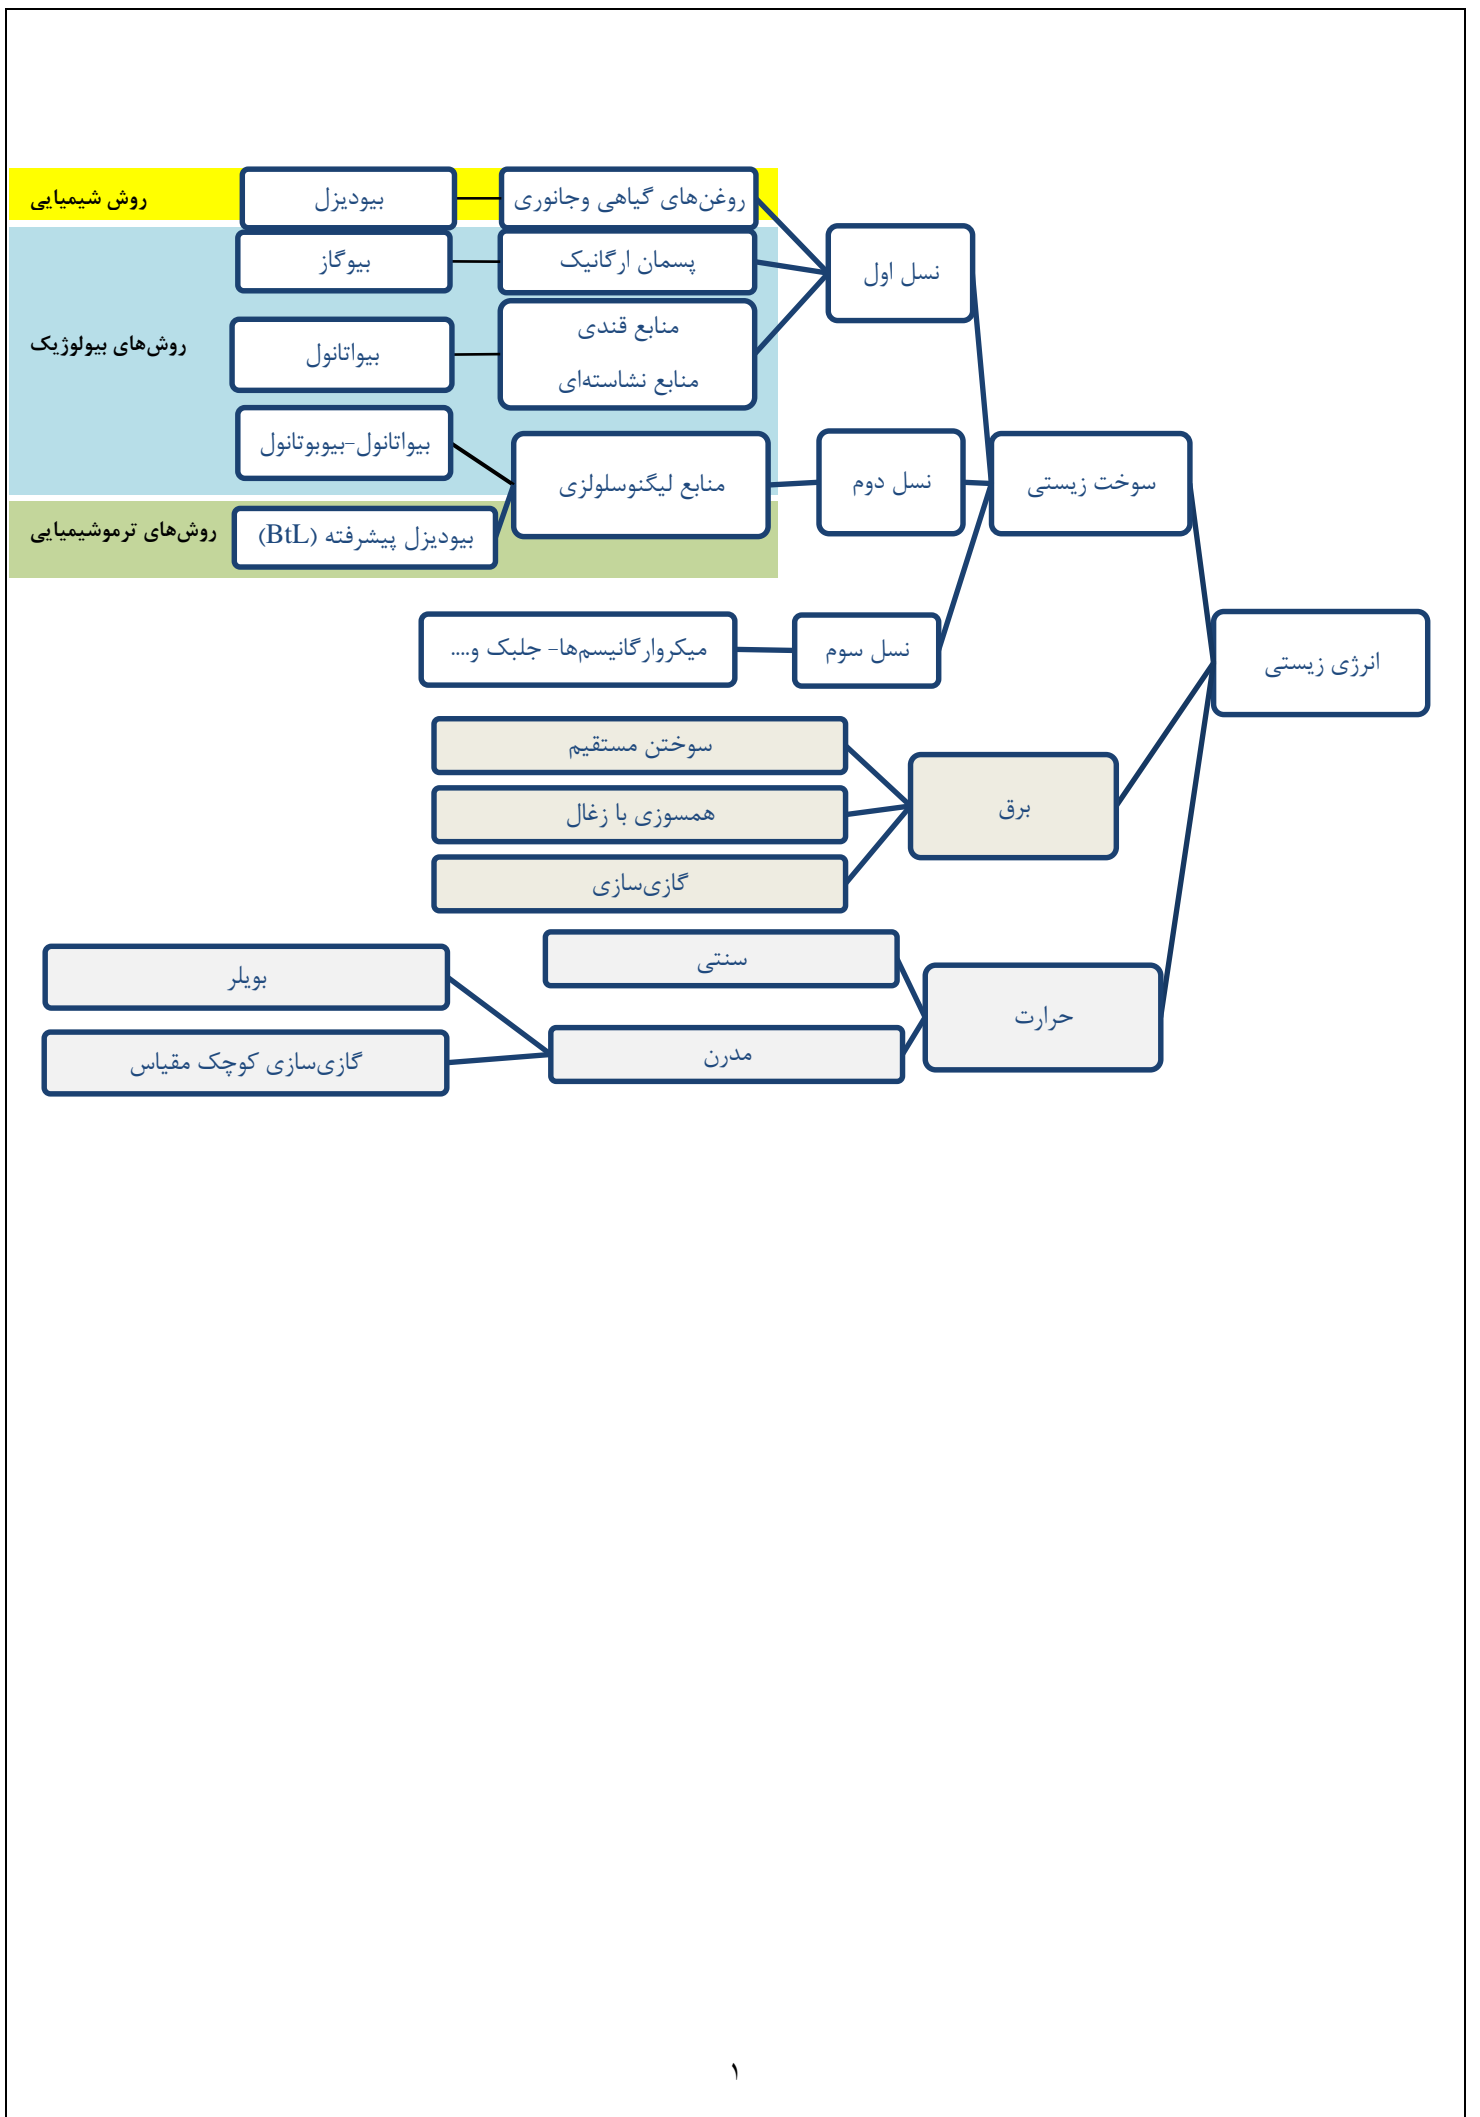 روش شیمیایی
بیودیزل
روغن‌های گیاهی وجانوری
بیوگاز
پسمان ارگانیک
نسل اول
روش‌های بیولوژیک
بیواتانول
منابع قندی
منابع نشاسته‌ای
بیواتانول-بیوبوتانول
منابع لیگنوسلولزی
نسل دوم
سوخت زیستی
روش‌های ترموشیمیایی
بیودیزل پیشرفته (BtL)
میکروارگانیسم‌ها- جلبک و....
نسل سوم
انرژی زیستی
سوختن مستقیم
همسوزی با زغال
گازی‌سازی
برق
سنتی
مدرن
حرارت
بویلر
گازی‌سازی کوچک مقیاس
۱